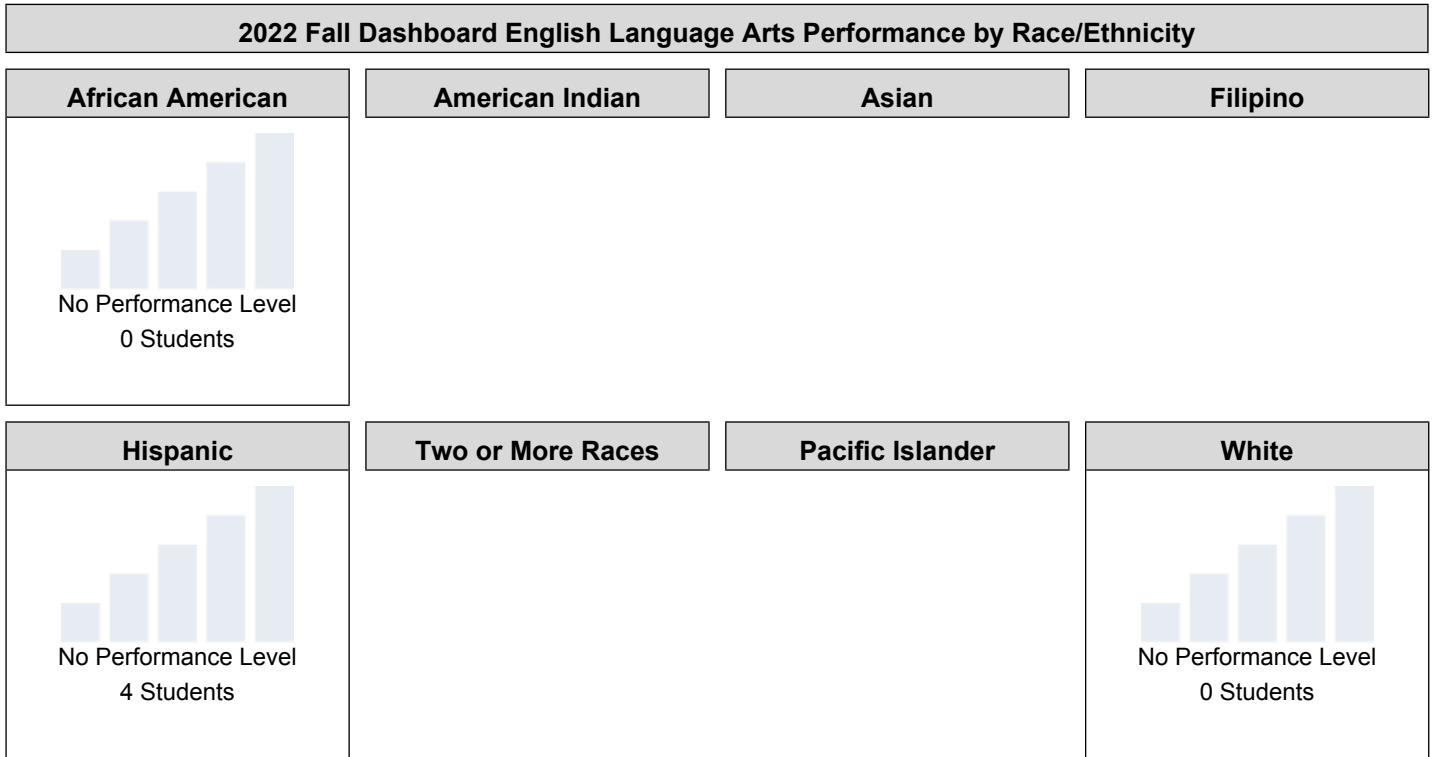 2022 Fall Dashboard English Language Arts Performance by Race/Ethnicity
African American
American Indian
Asian
Filipino
No Performance Level
0 Students
Hispanic
Two or More Races
Pacific Islander
White
No Performance Level
4 Students
No Performance Level
0 Students